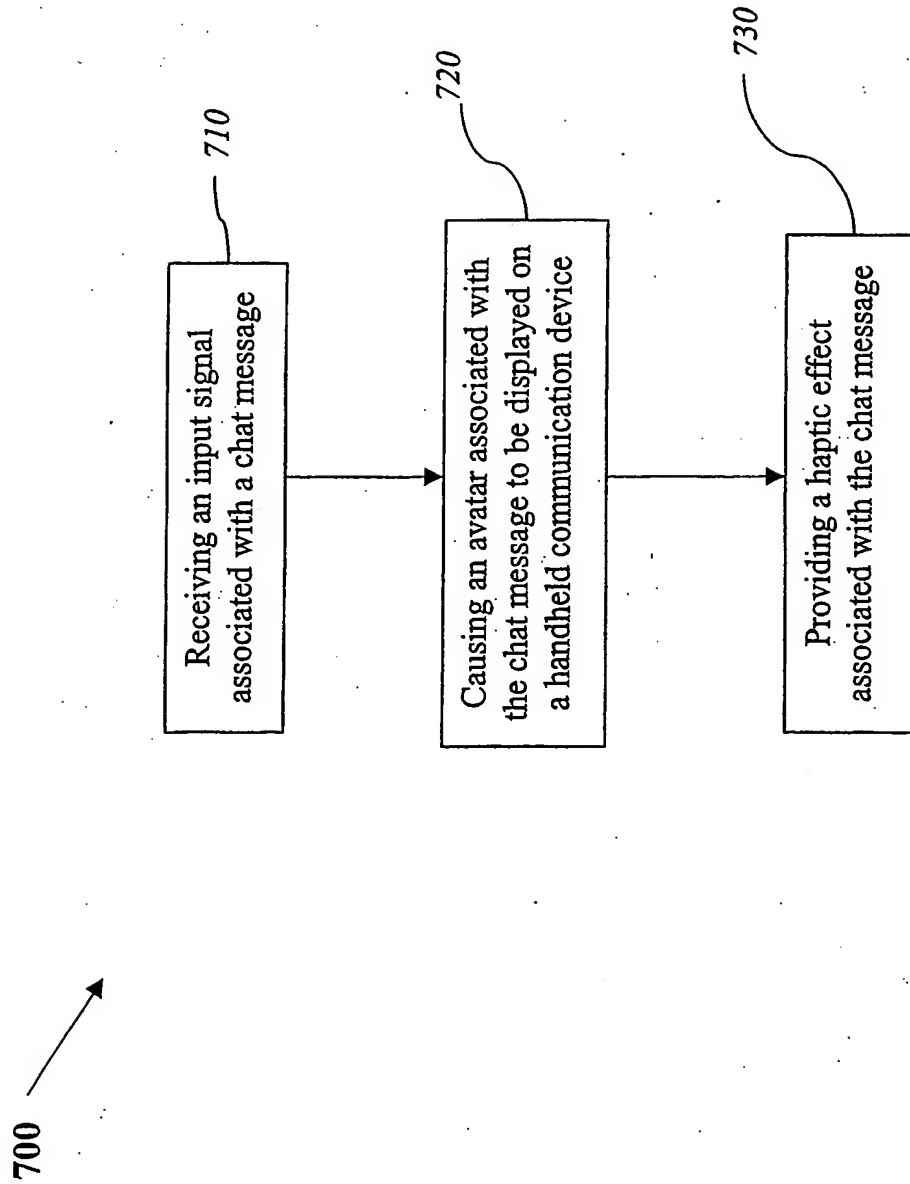 700
Receiving an input signal
associated with a chat message
710
Causing an avatar associated with
the chat message to be displayed on
a handheld communication device
720
Providing a haptic effect
associated with the chat message
730